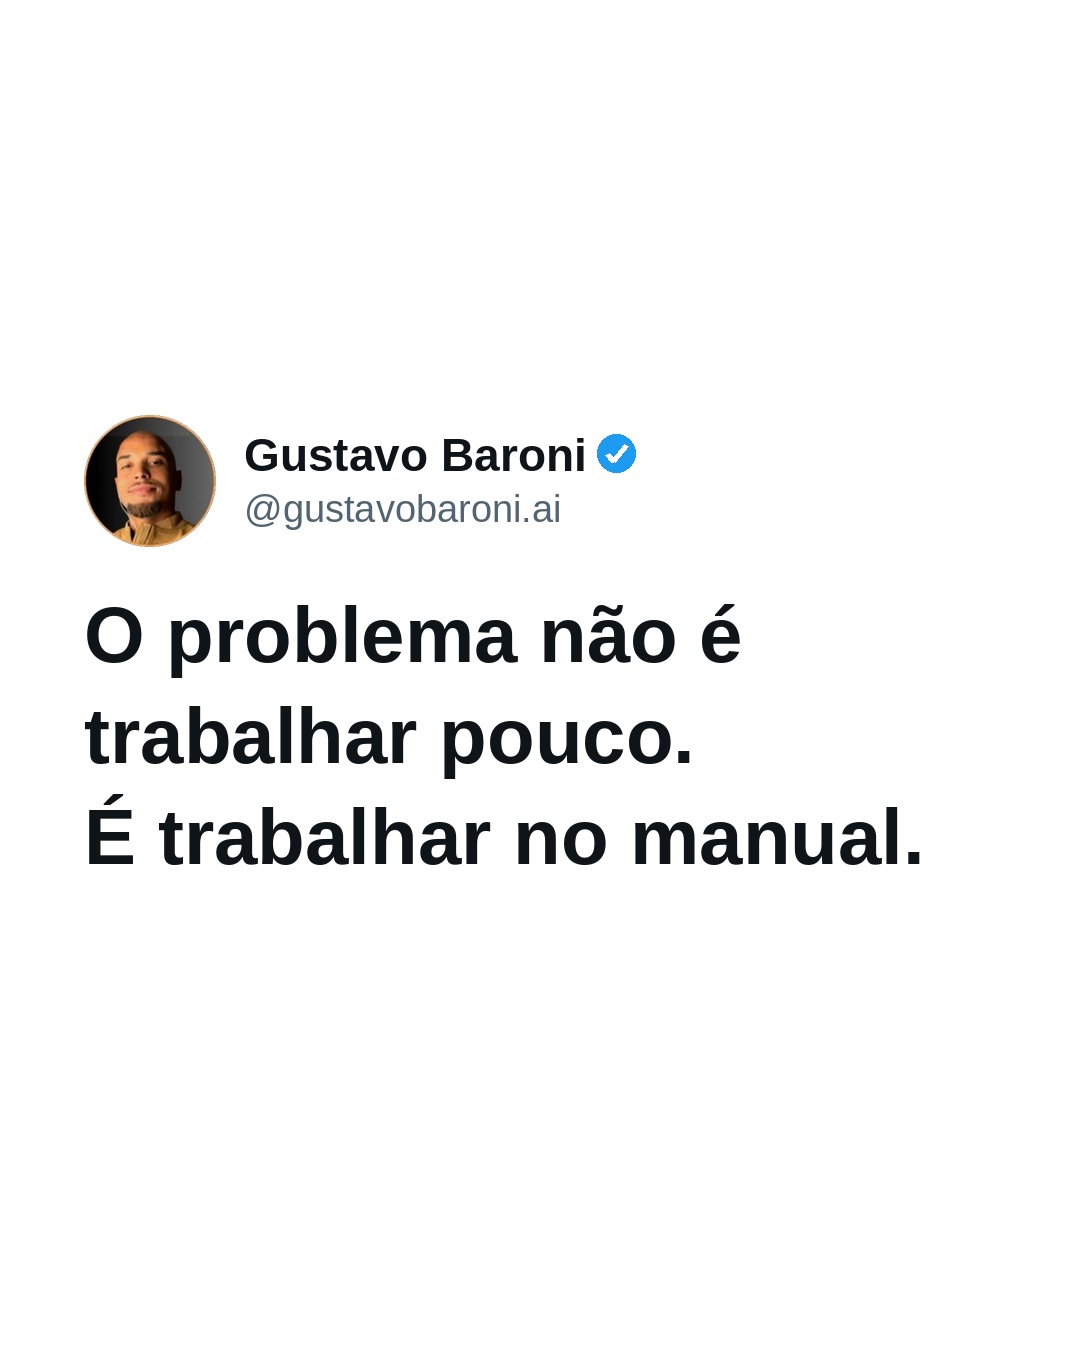 Gustavo Baroni
@gustavobaroni.ai
O problema não é
trabalhar pouco.
É trabalhar no manual.